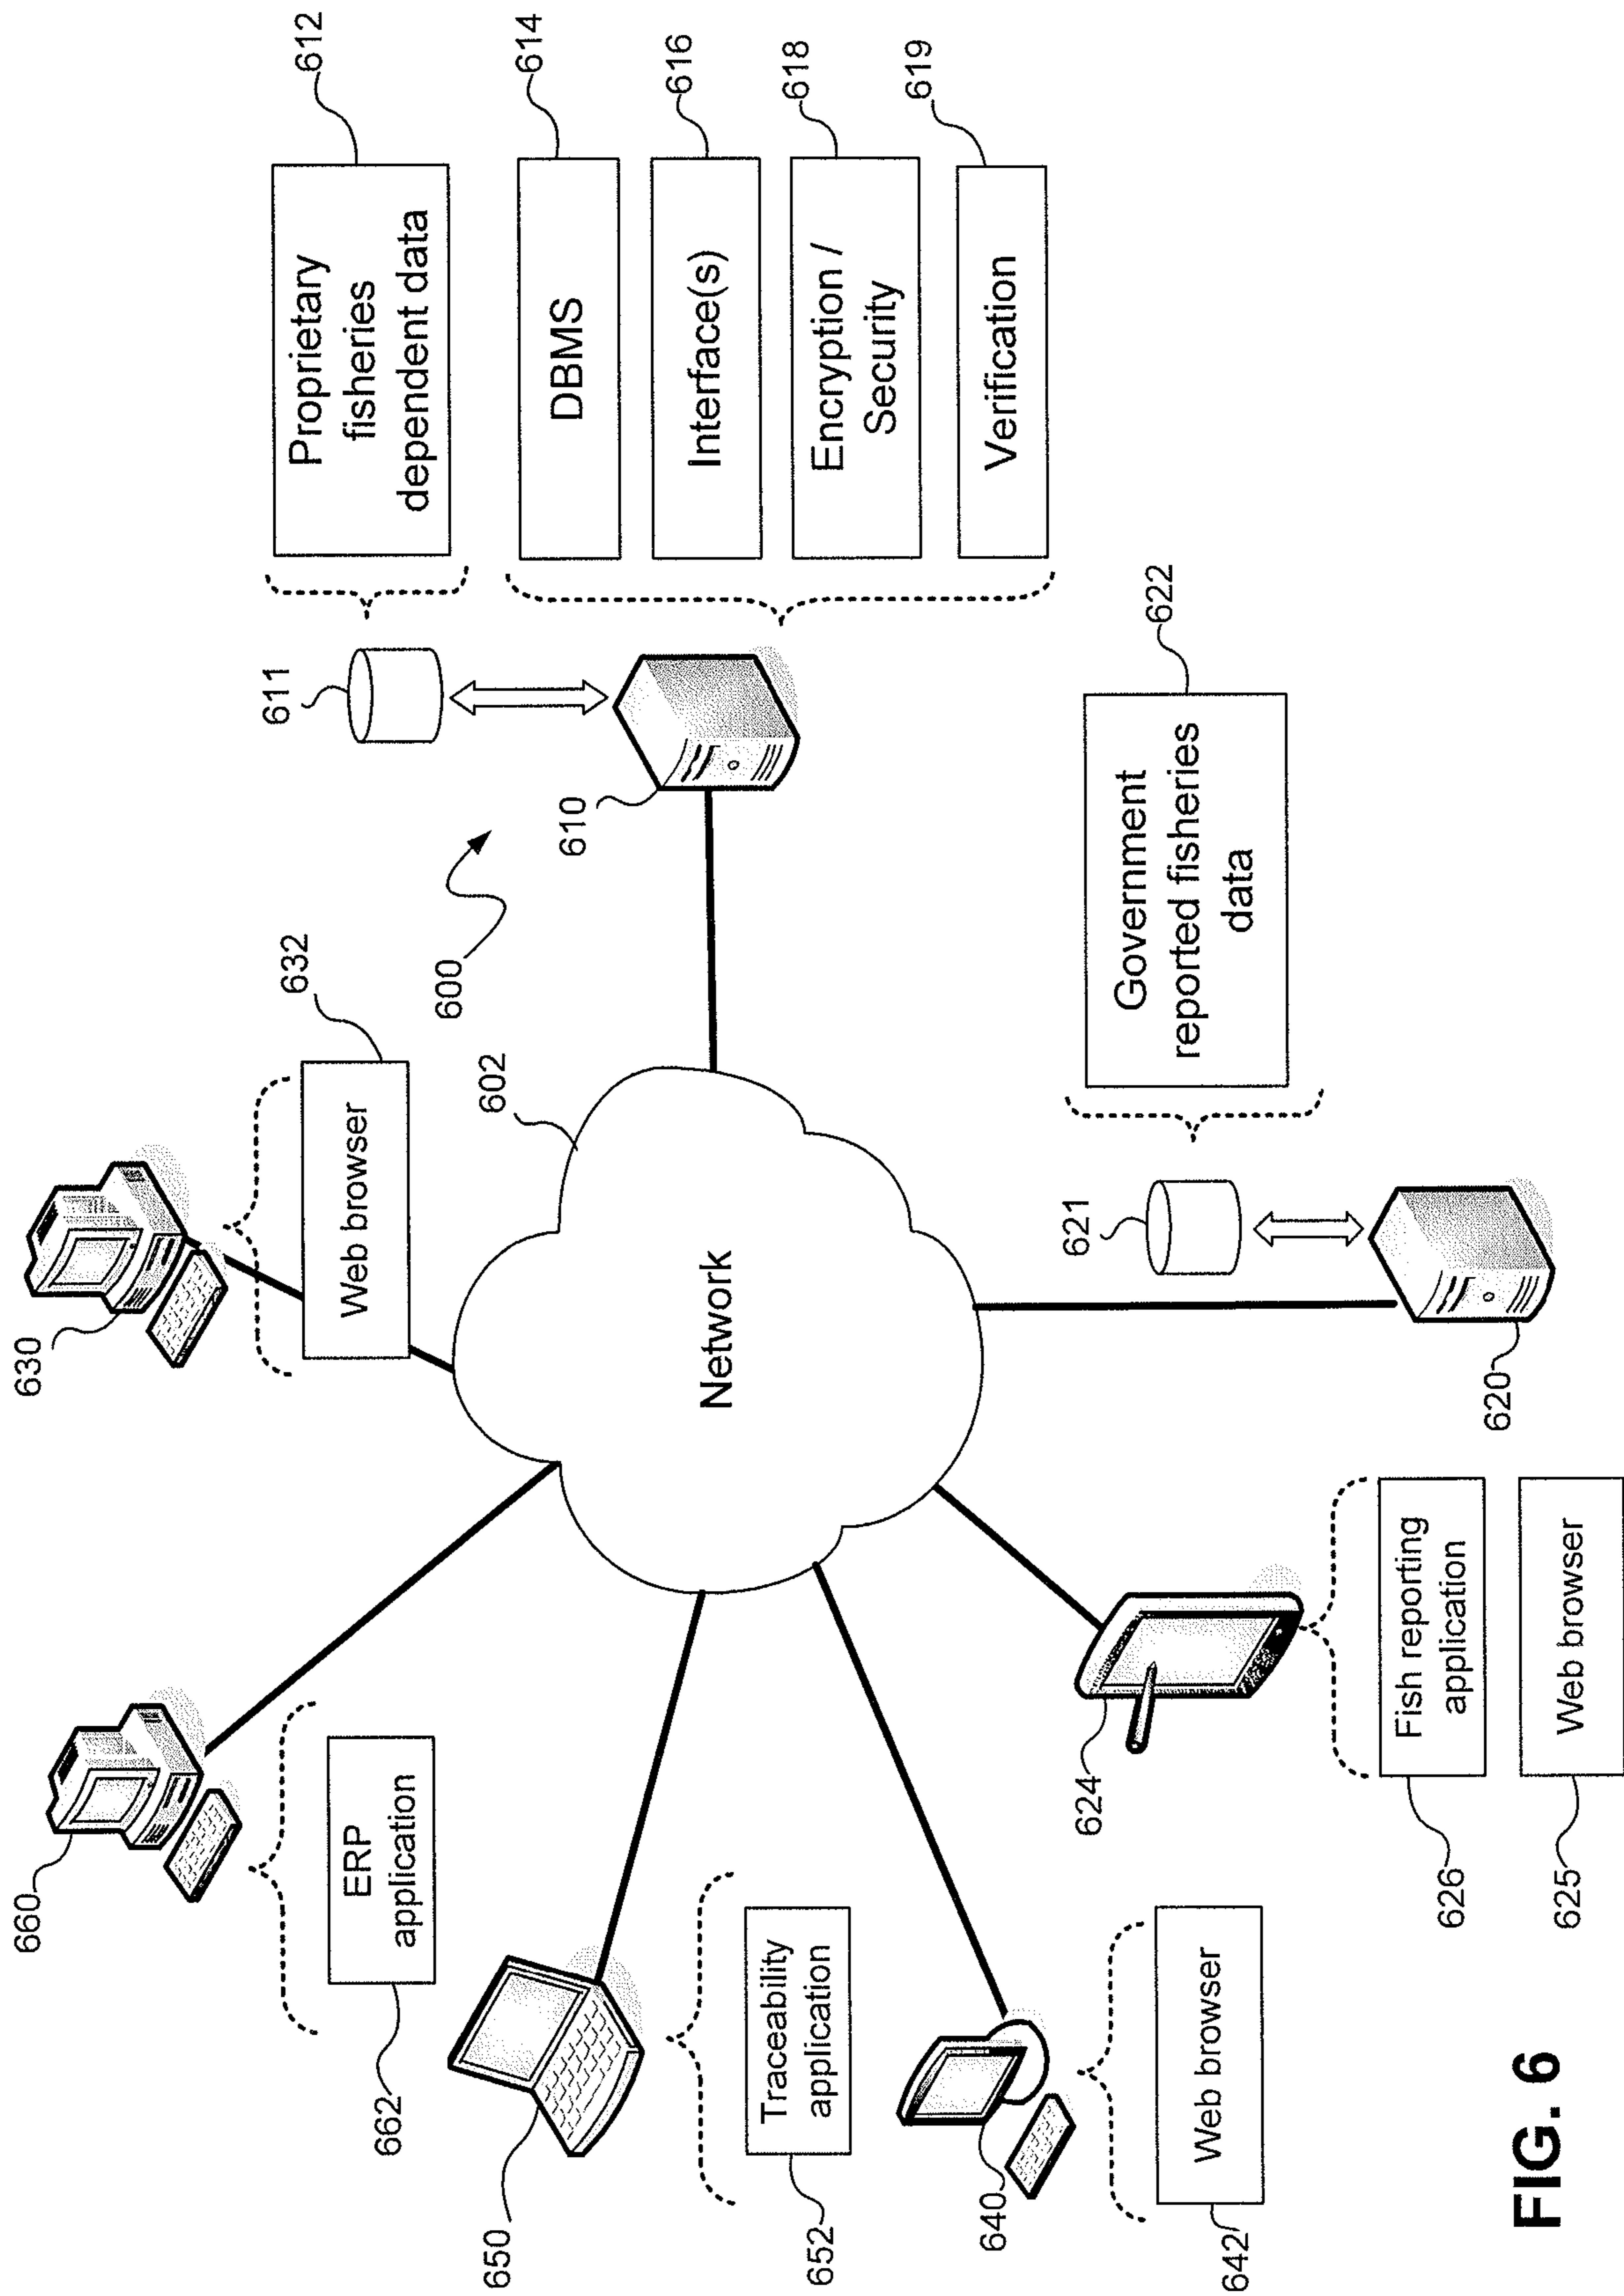 660
ERP
application
662
630
Web browser
632
600
611
610
Proprietary
fisheries
dependent data
612
DBMS
614
Interface(s)
616
Encryption /
Security
618
Verification
619
650
Traceability
application
652
Network
602
640
Web browser
642
624
Fish reporting
application
626
Web browser
625
621
620
Government
reported fisheries
data
622
FIG. 6